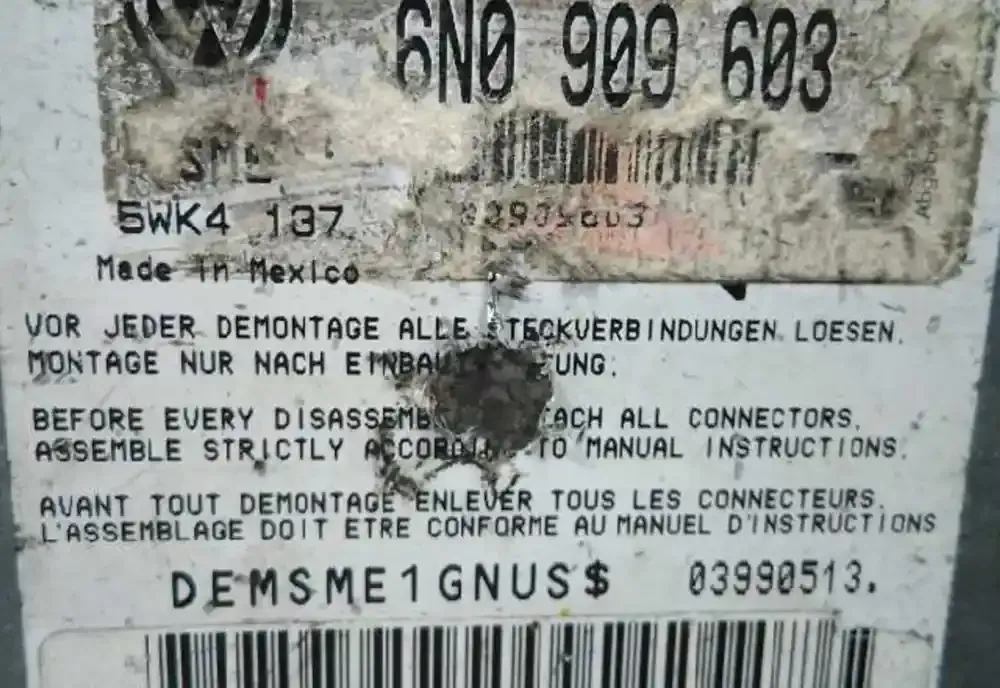 6N0 909 603
5WK4 137
Made in Mexico
VOR JEDER DEMONTAGE ALLE STECKVERBINDUNGEN LOESEN.
MONTAGE NUR NACH
BEFORE EVERY ALL CONNECTORS.
ASSEMBLE STRICTLY ACCORDING TO MANUAL INSTRUCTIONS.
AVANT TOUT DEMONTAGE ENLEVER TOUS LES CONNECTEURS.
L'ASSEMBLAGE DOIT ETRE CONFORME AU MANUEL D'INSTRUCTIONS
DEMSME1GNUS$ 03990513.